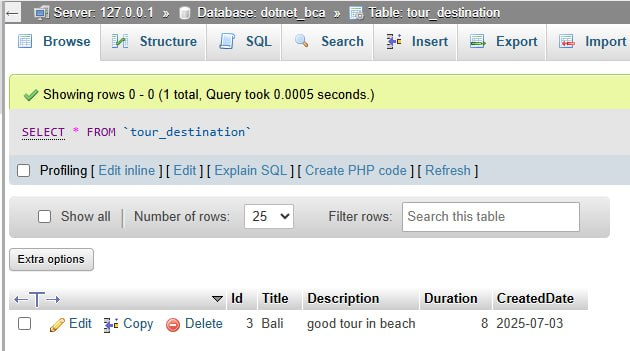 Server: 127.0.0.1 » Database: dotnet_bca » Table: tour_destination
Browse Structure SQL Search Insert Export Import
Showing rows 0 - 0 (1 total, Query took 0.0005 seconds.)
SELECT * FROM `tour_destination`
Profiling [ Edit inline ] [ Edit ] [ Explain SQL ] [ Create PHP code ] [ Refresh ]
Show all | Number of rows: 25 Filter rows: Search this table
Extra options
←T→ Id Title Description Duration CreatedDate
Edit Copy Delete 3 Bali good tour in beach 8 2025-07-03